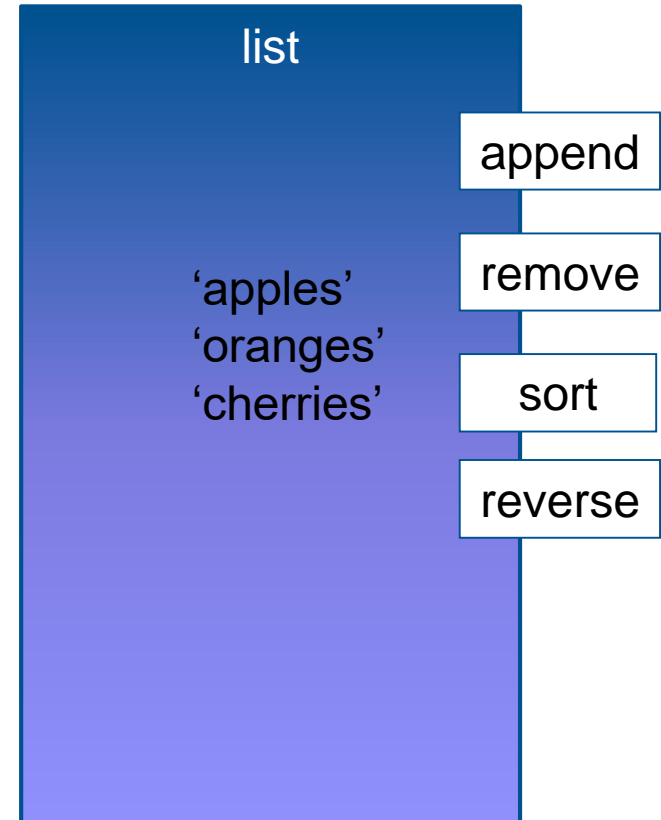 list
append
remove
‘apples’
‘oranges’
‘cherries’
sort
reverse